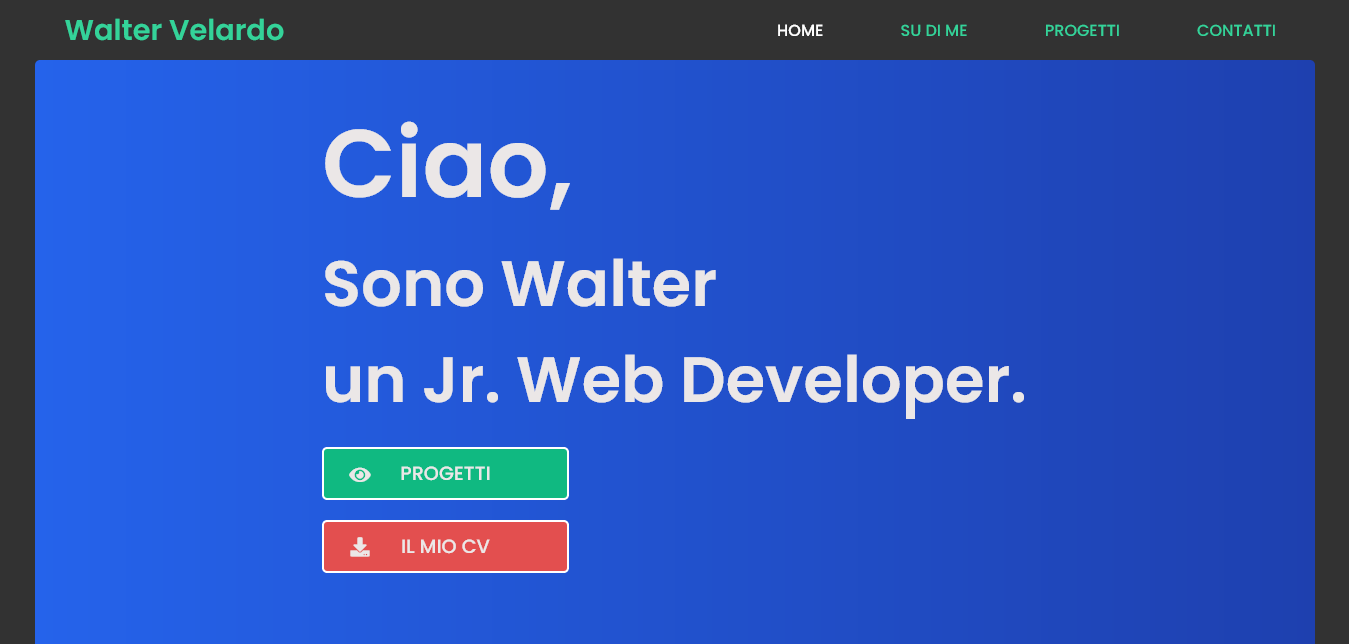 Walter Velardo
HOME
SU DI ME
PROGETTI
CONTATTI
Ciao,
Sono Walter
un Jr. Web Developer.
PROGETTI
IL MIO CV